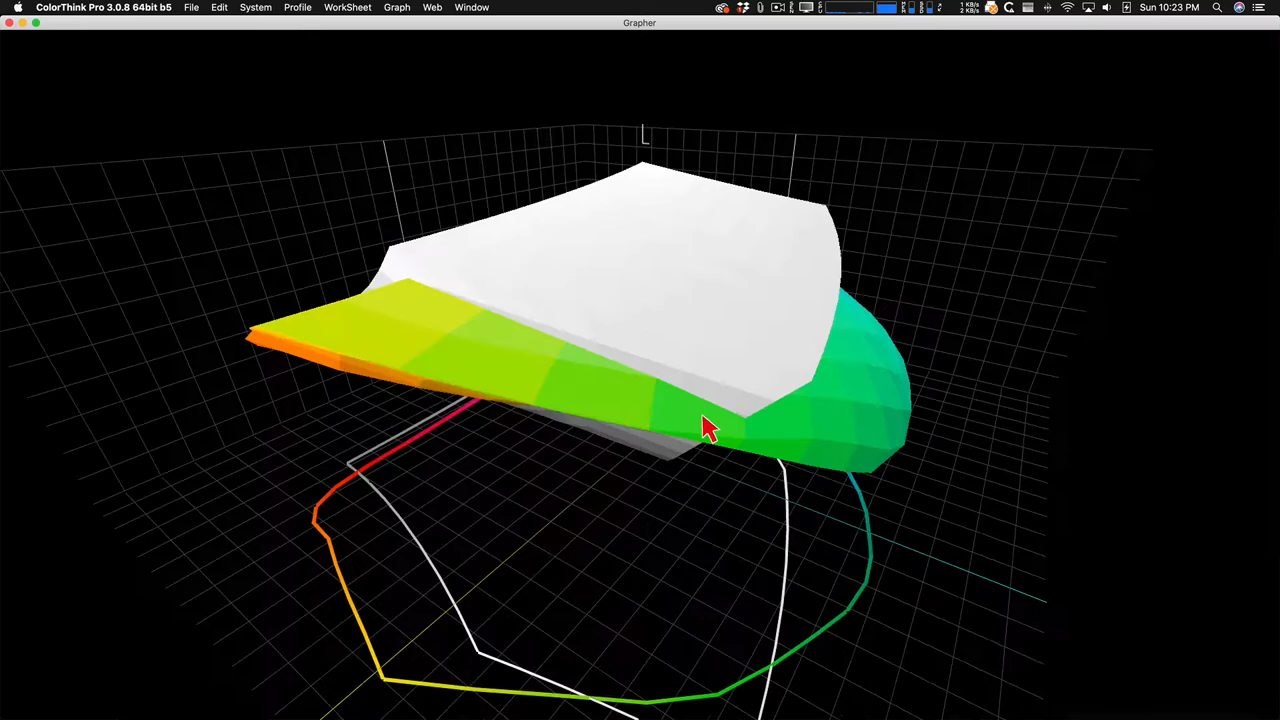 ColorThink Pro 3.0.8 64bit b5 File Edit System Profile WorkSheet Graph Web Window 1 KB/s 2 KB/s Sun 10:23 PM
Grapher
L